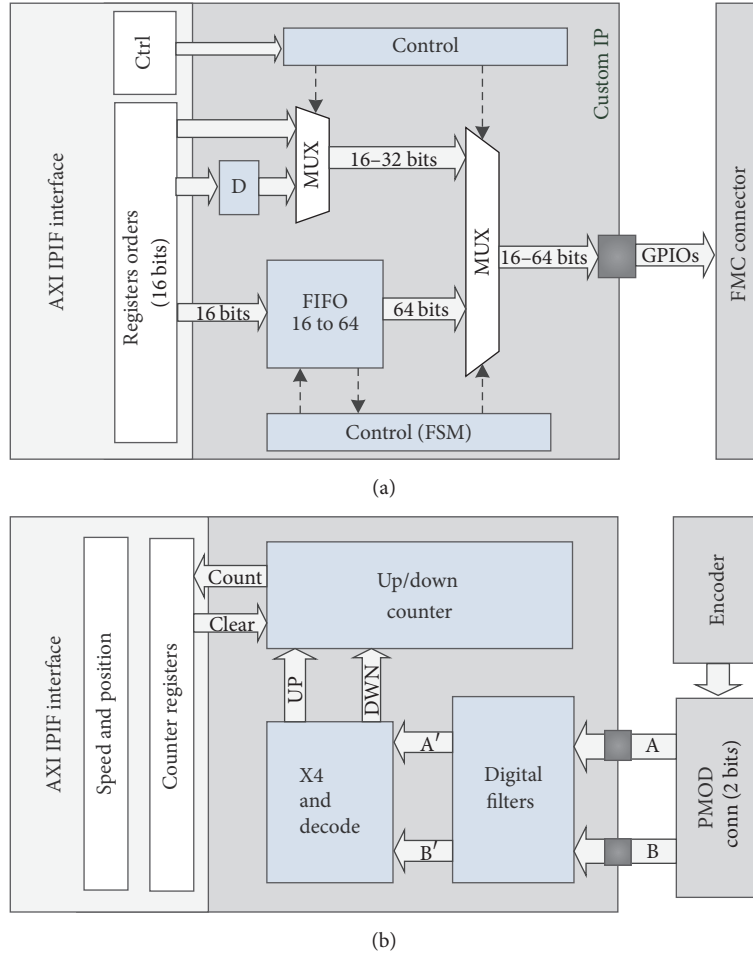 Ctrl
Control
Custom IP
AXI IPIF interface
Registers orders
(16 bits)
D
MUX
16–32 bits
MUX
16–64 bits
GPIOs
FMC connector
16 bits
FIFO
16 to 64
64 bits
Control (FSM)
(a)
AXI IPIF interface
Speed and position
Counter registers
Count
Clear
Up/down
counter
Encoder
UP
DWN
X4
and
decode
A′
B′
Digital
filters
A
B
PMOD
conn (2 bits)
(b)